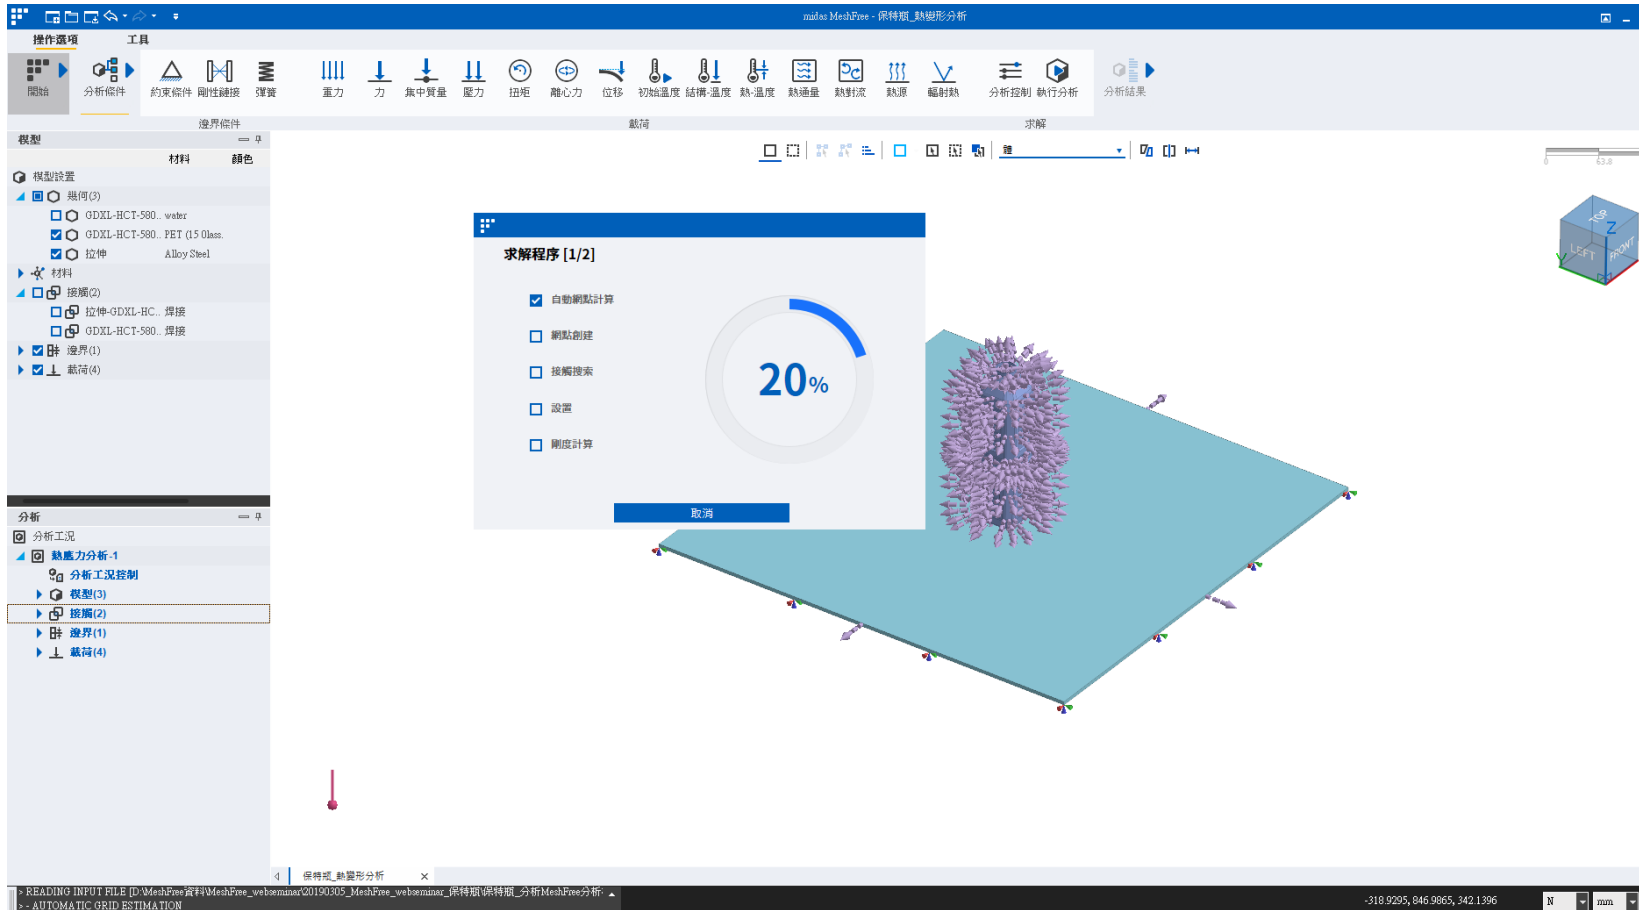 midas MeshFree - 保特瓶_熱變形分析
操作選項 工具
開始 分析條件 約束條件 剛性鏈接 彈簧 重力 力 集中質量 壓力 扭矩 離心力 位移 初始溫度 結構-溫度 熱-溫度 熱通量 熱對流 熱源 輻射熱 分析控制 執行分析 分析結果
邊界條件 載荷 求解
模型
材料 顏色
模型設置
幾何(3)
GDXL-HCT-580.. water
GDXL-HCT-580.. PET (15 0lass.
拉伸 Alloy Steel
材料
接觸(2)
拉伸-GDXL-HC.. 焊接
GDXL-HCT-580.. 焊接
邊界(1)
載荷(4)
體
0 63.8
TOP
LEFT
FRONT
Z
Y
求解程序 [1/2]
自動網點計算
網點創建
接觸搜索
設置
剛度計算
20%
取消
分析
分析工況
熱應力分析-1
分析工況控制
模型(3)
接觸(2)
邊界(1)
載荷(4)
保特瓶_熱變形分析
> READING INPUT FILE [D:\MeshFree資料\MeshFree_webseminar\20190305_MeshFree_webseminar_保特瓶\保特瓶_分析MeshFree分析-
> - AUTOMATIC GRID ESTIMATION
-318.9295, 846.9865, 342.1396
N mm